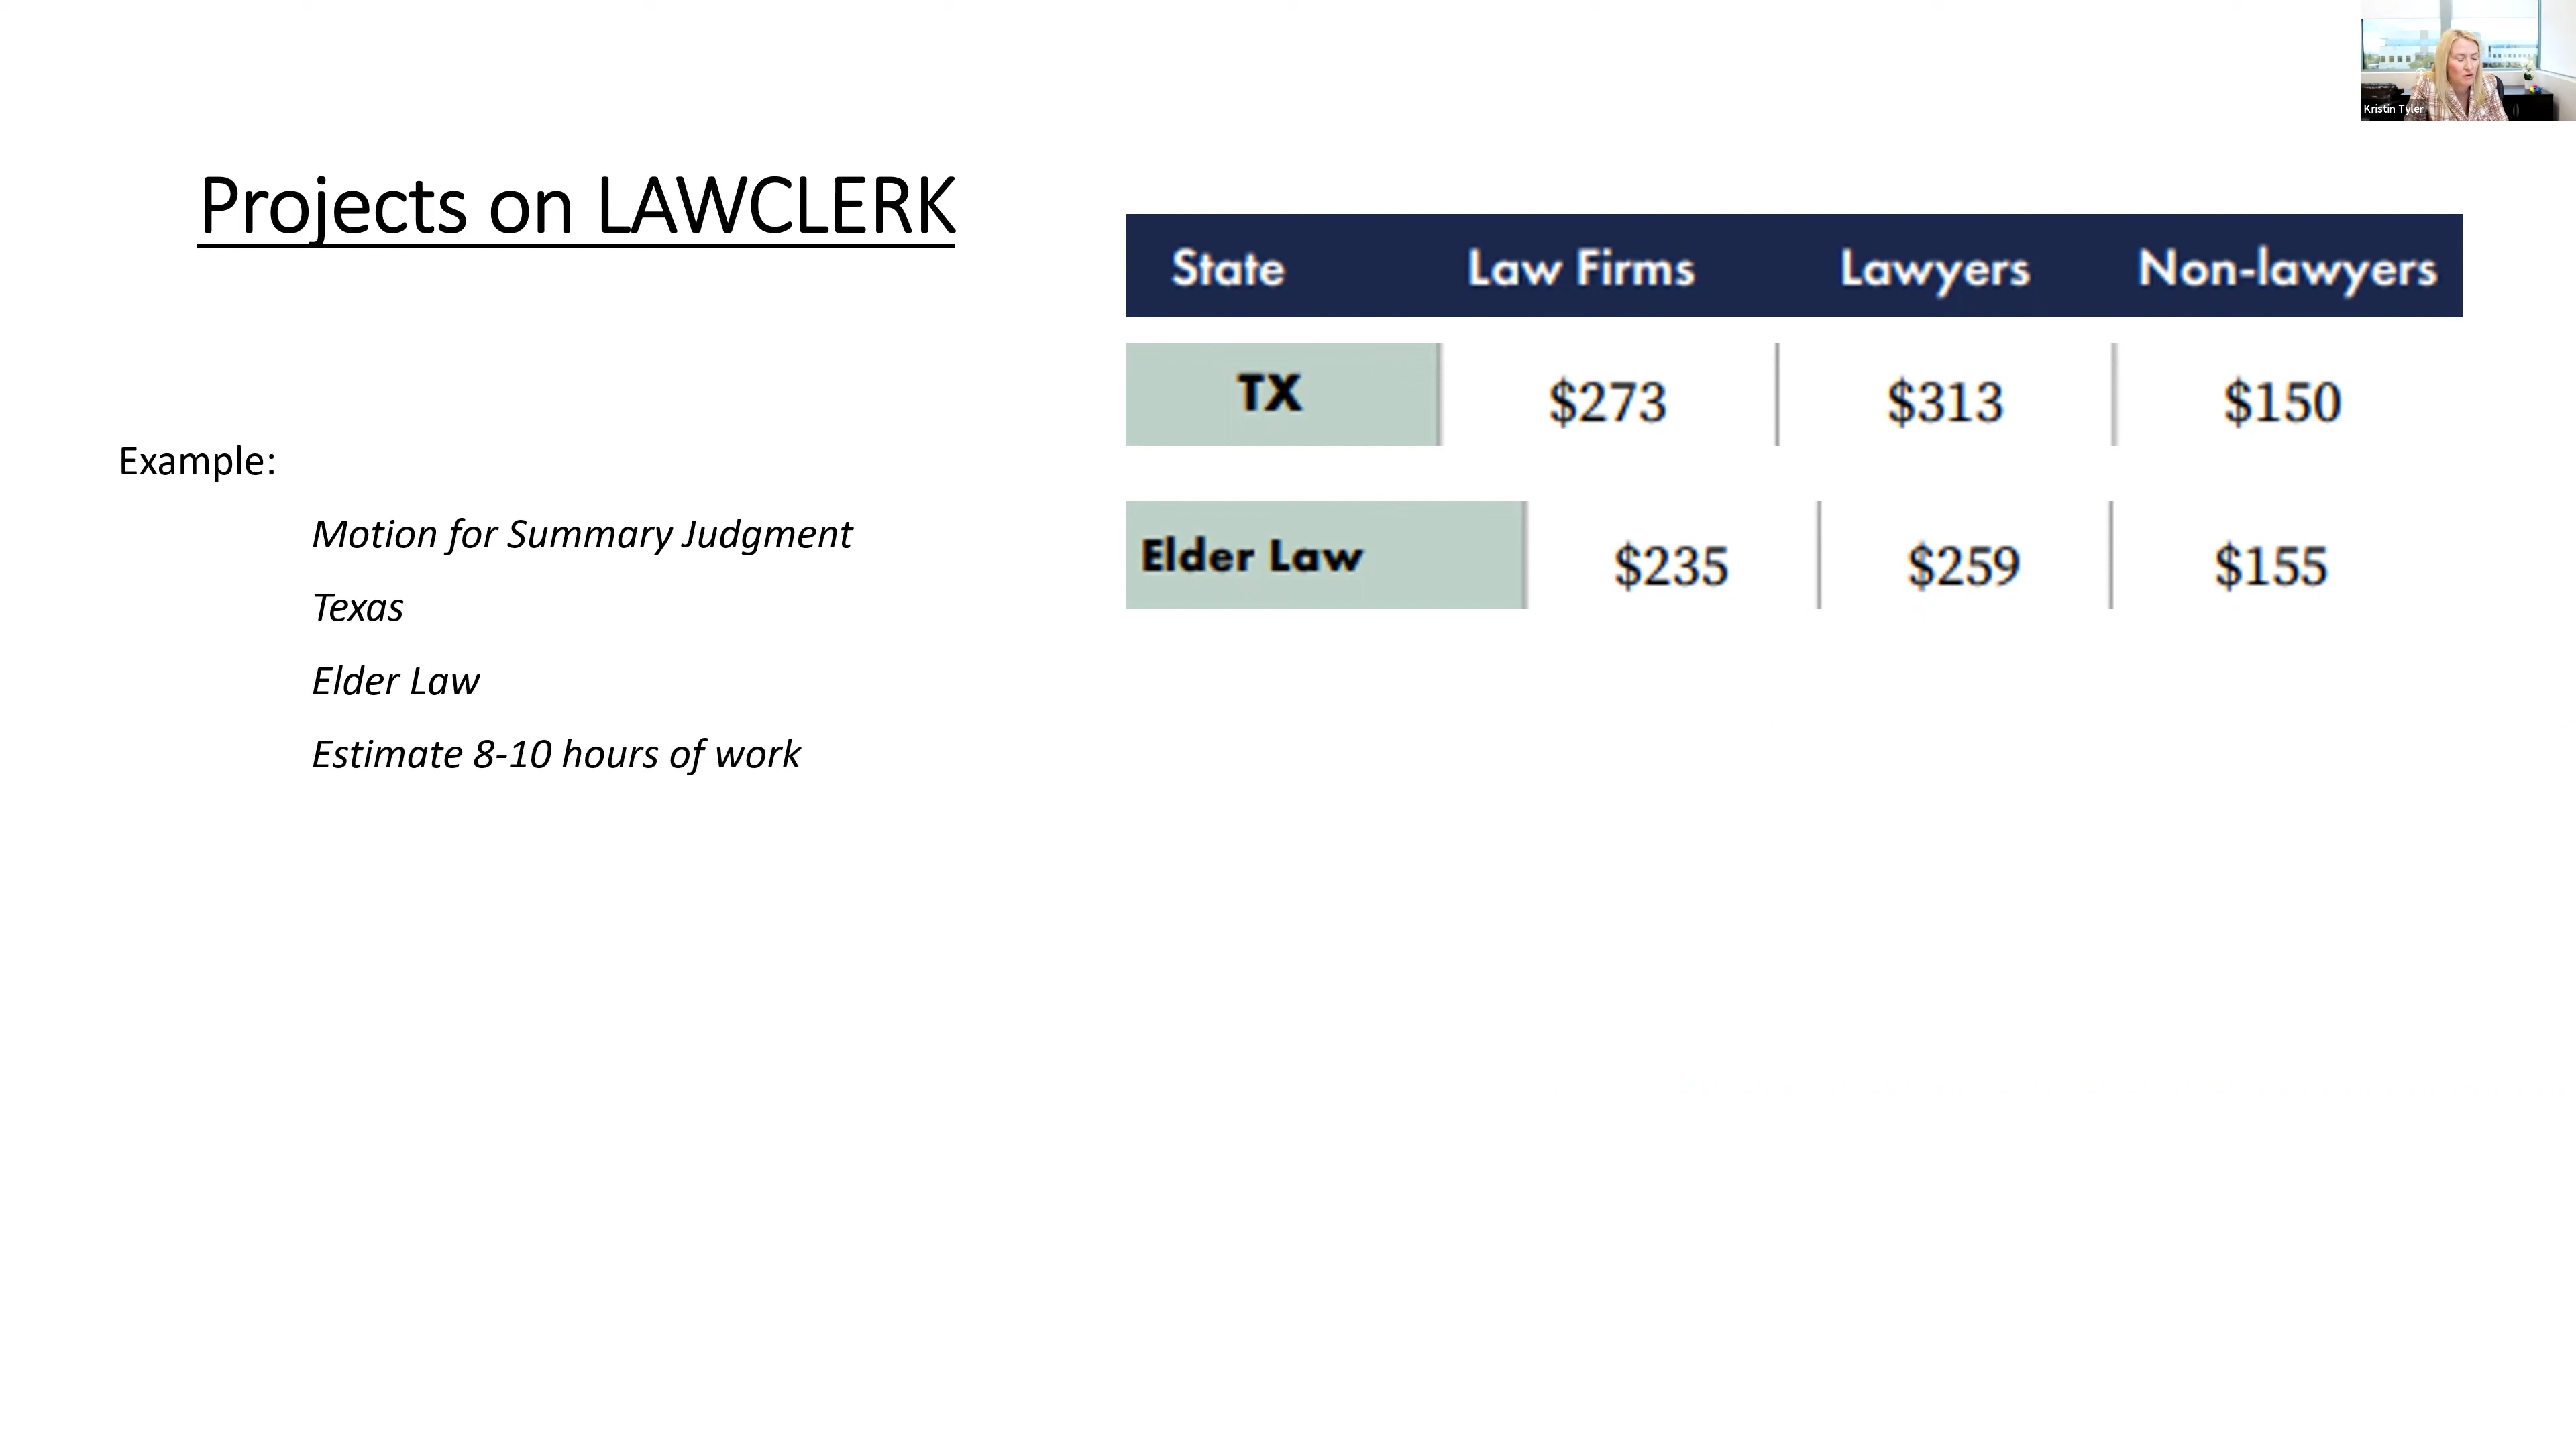 Kristin Tyler
Projects on LAWCLERK
Example:
Motion for Summary Judgment
Texas
Elder Law
Estimate 8-10 hours of work
State Law Firms Lawyers Non-lawyers
TX $273 $313 $150
Elder Law $235 $259 $155